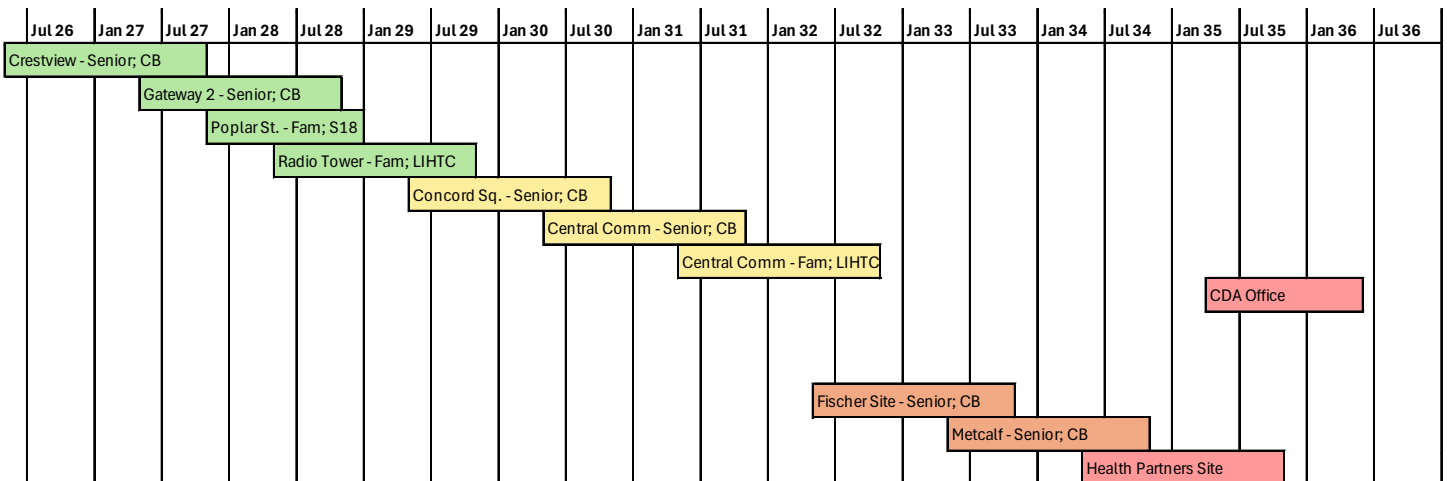 Jul 26 Jan 27 Jul 27 Jan 28 Jul 28 Jan 29 Jul 29 Jan 30 Jul 30 Jan 31 Jul 31 Jan 32 Jul 32 Jan 33 Jul 33 Jan 34 Jul 34 Jan 35 Jul 35 Jan 36 Jul 36
Crestview - Senior; CB
Gateway 2 - Senior; CB
Poplar St. - Fam; S18
Radio Tower - Fam; LIHTC
Concord Sq. - Senior; CB
Central Comm - Senior; CB
Central Comm - Fam; LIHTC
CDA Office
Fischer Site - Senior; CB
Metcalf - Senior; CB
Health Partners Site